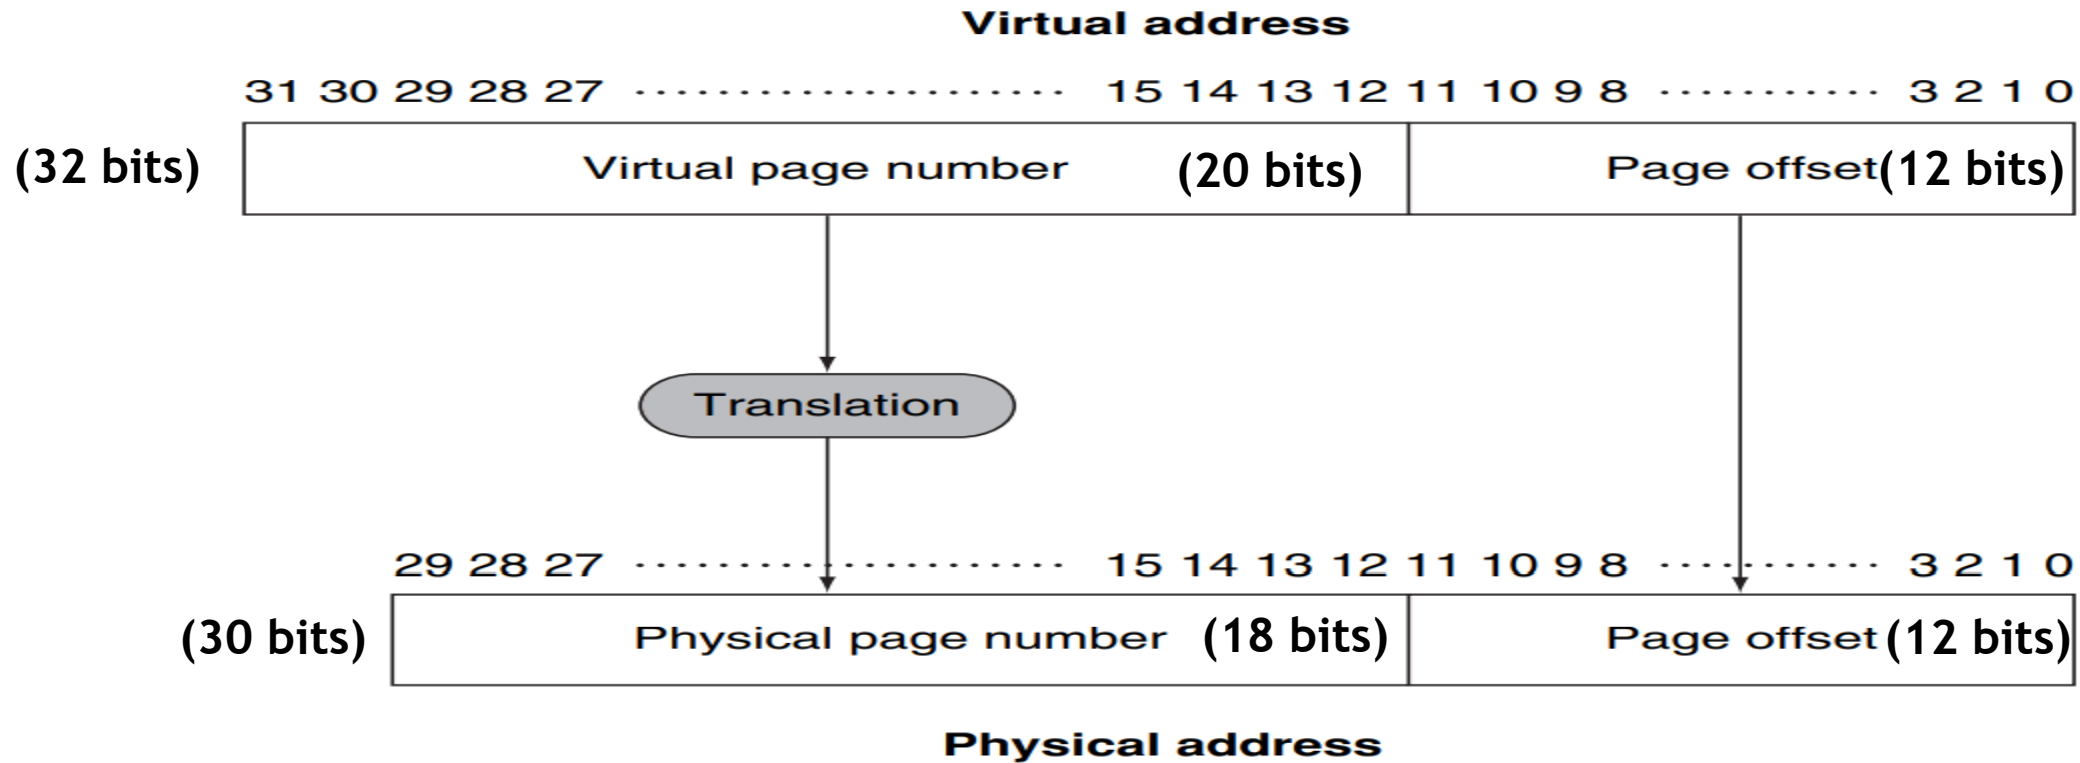 Virtual address
31 30 29 28 27 ····················· 15 14 13 12 11 10 9 8 ··········· 3 2 1 0
(32 bits) Virtual page number (20 bits) Page offset (12 bits)
Translation
29 28 27 ····················· 15 14 13 12 11 10 9 8 ··········· 3 2 1 0
(30 bits) Physical page number (18 bits) Page offset (12 bits)
Physical address